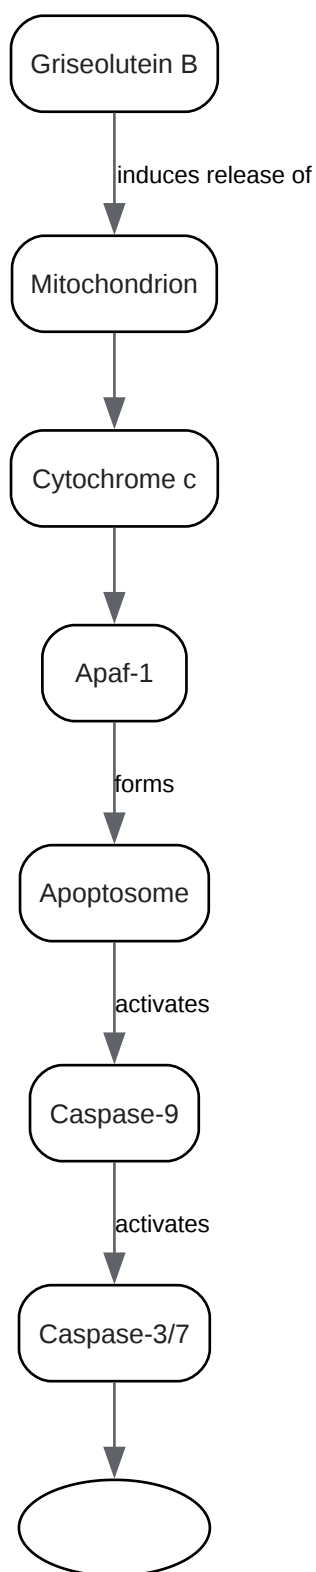 Griseolutein B
induces release of
Mitochondrion
Cytochrome c
Apaf-1
forms
Apoptosome
activates
Caspase-9
activates
Caspase-3/7